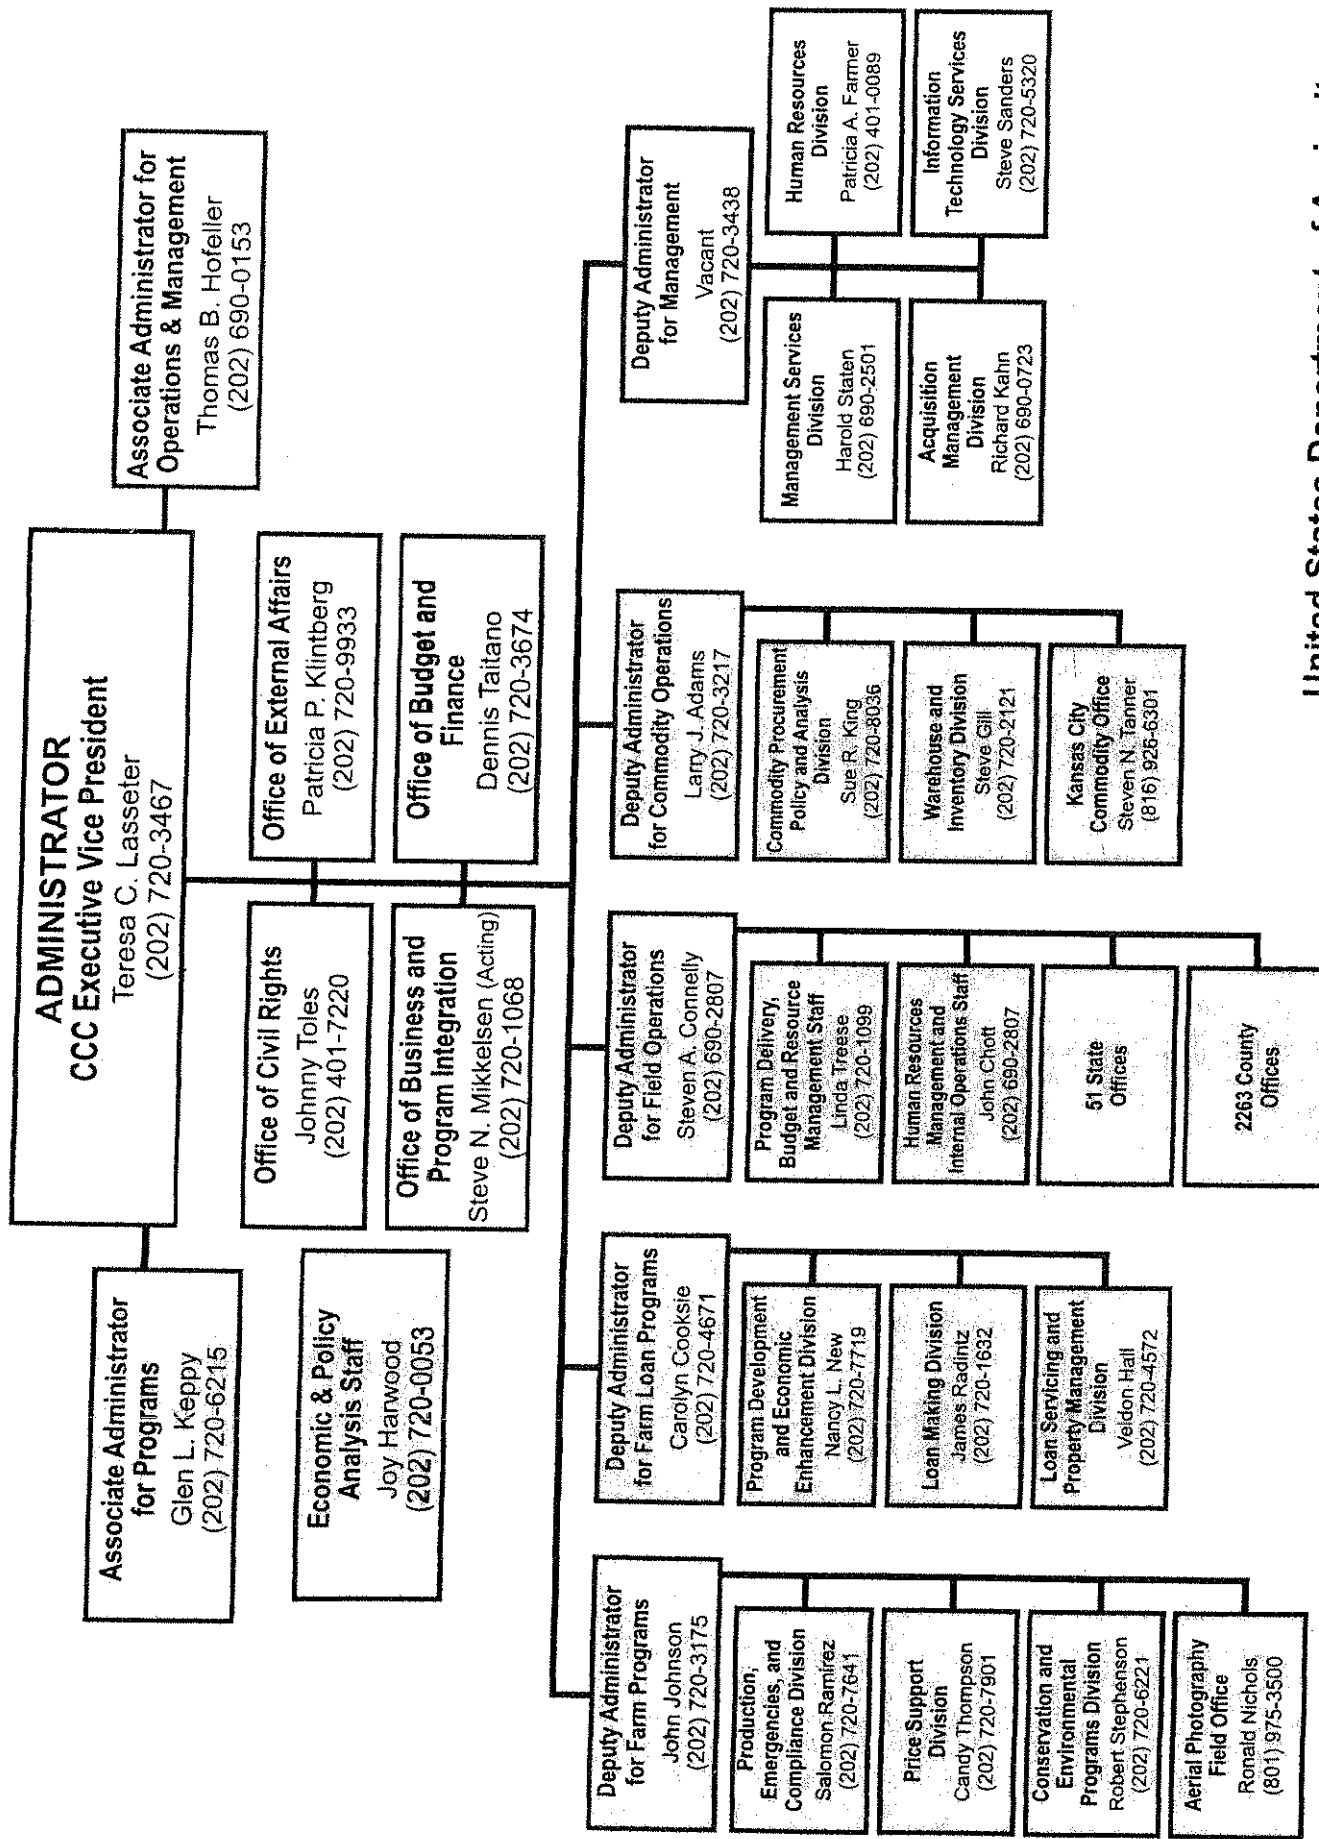 ADMINISTRATOR
CCC Executive Vice President
Teresa C. Lasseter
(202) 720-3467
Associate Administrator
for Programs
Glen L. Keppy
(202) 720-6215
Associate Administrator for
Operations & Management
Thomas B. Hofeller
(202) 690-0153
Economic & Policy
Analysis Staff
Joy Harwood
(202) 720-0053
Office of Civil Rights
Johnny Toles
(202) 401-7220
Office of External Affairs
Patricia P. Klintberg
(202) 720-9933
Office of Business and
Program Integration
Steve N. Mikkelsen (Acting)
(202) 720-1068
Office of Budget and
Finance
Dennis Taitano
(202) 720-3674
Deputy Administrator
for Farm Programs
John Johnson
(202) 720-3175
Production,
Emergencies, and
Compliance Division
Salomon Ramirez
(202) 720-7641
Price Support
Division
Candy Thompson
(202) 720-7901
Conservation and
Environmental
Programs Division
Robert Stephenson
(202) 720-6221
Aerial Photography
Field Office
Ronald Nichols
(801) 975-3500
Deputy Administrator
for Farm Loan Programs
Carolyn Cooksie
(202) 720-4671
Program Development
and Economic
Enhancement Division
Nancy L. New
(202) 720-7719
Loan Making Division
James Radintz
(202) 720-1632
Loan Servicing and
Property Management
Division
Veldon Hall
(202) 720-4572
Deputy Administrator
for Field Operations
Steven A. Connelly
(202) 690-2807
Program Delivery,
Budget and Resource
Management Staff
Linda Treese
(202) 720-1099
Human Resources
Management and
Internal Operations Staff
John Chott
(202) 690-2807
51 State
Offices
2263 County
Offices
Deputy Administrator
for Commodity Operations
Larry J. Adams
(202) 720-3217
Commodity Procurement
Policy and Analysis
Division
Sue R. King
(202) 720-8036
Warehouse and
Inventory Division
Steve Gill
(202) 720-2121
Kansas City
Commodity Office
Steven N. Tanner
(816) 926-6301
Deputy Administrator
for Management
Vacant
(202) 720-3438
Management Services
Division
Harold Staten
(202) 690-2501
Human Resources
Division
Patricia A. Farmer
(202) 401-0089
Acquisition
Management
Division
Richard Kahn
(202) 690-0723
Information
Technology Services
Division
Steve Sanders
(202) 720-5320
United States Department of